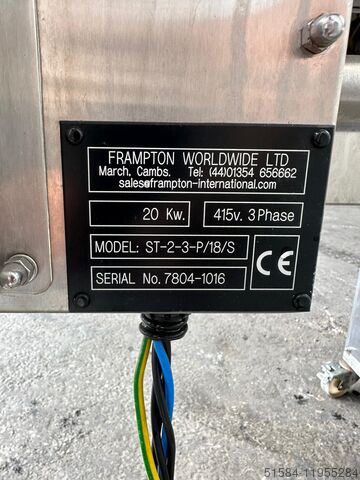 FRAMPTON WORLDWIDE LTD
March. Cambs. Tel: (44)01354 656662
sales@frampton-international.com
20 Kw.
415v. 3 Phase
MODEL: ST-2-3-P/18/S
CE
SERIAL No. 7804-1016
51584-11955284